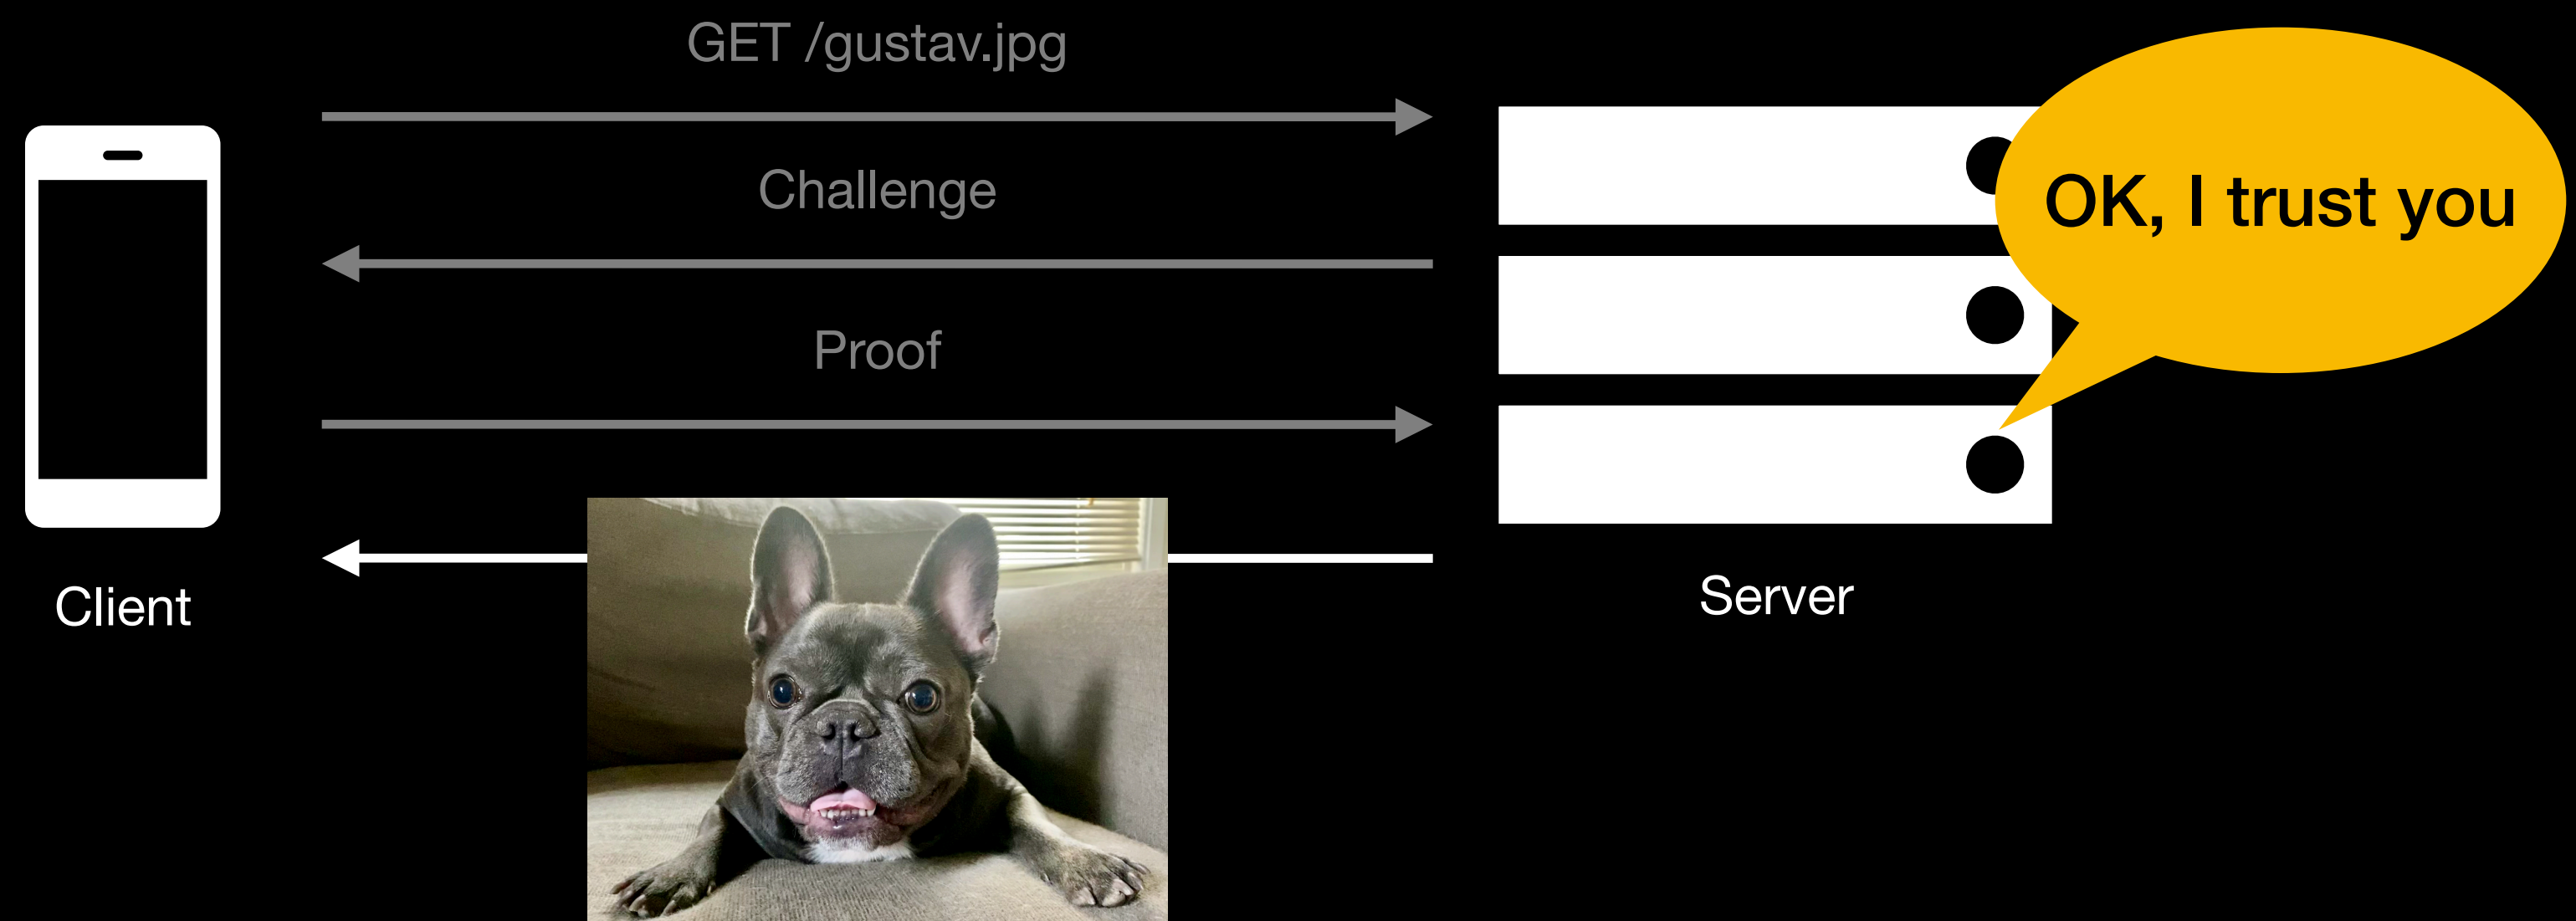 GET /gustav.jpg
Challenge
OK, I trust you
Proof
Client
Server